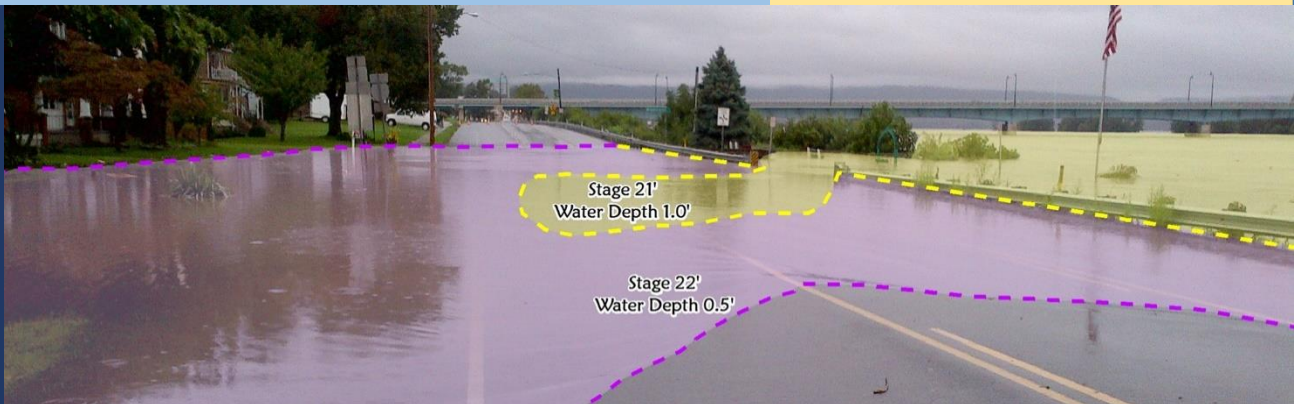 Stage 21'
Water Depth 1.0'
Stage 22'
Water Depth 0.5'